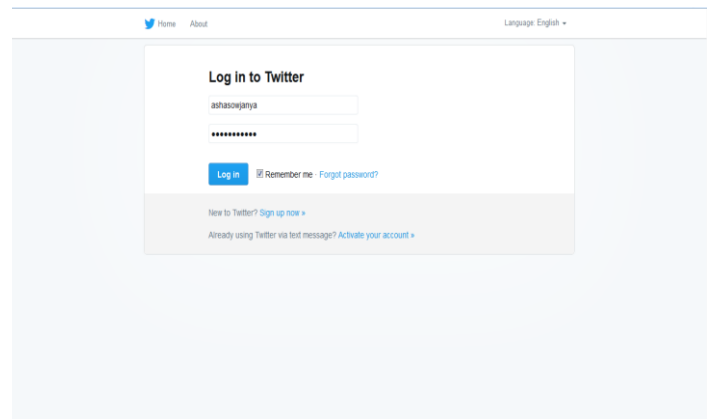 Home About Language: English
Log in to Twitter
ashasowjanya
•••••••••••
Log in Remember me · Forgot password?
New to Twitter? Sign up now »
Already using Twitter via text message? Activate your account »